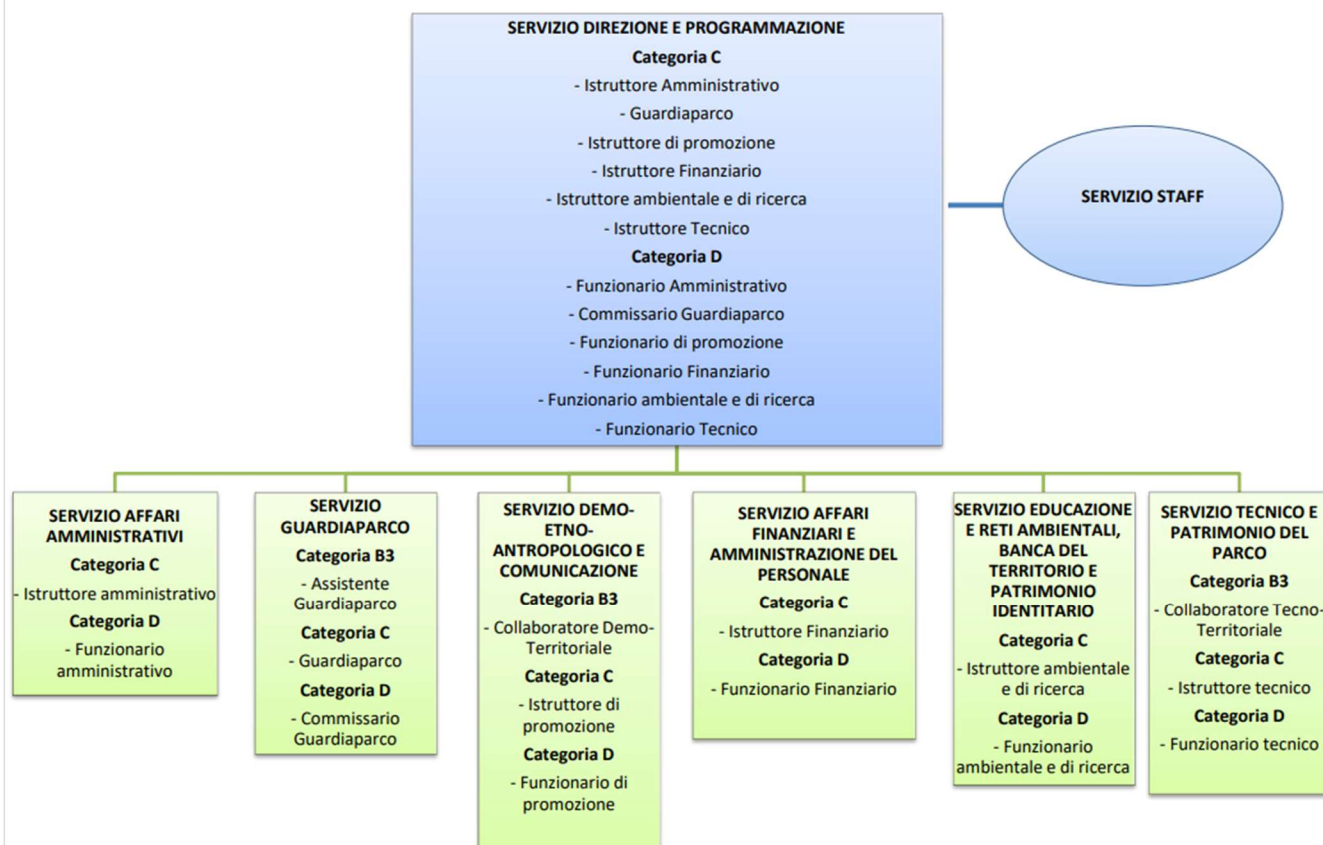 SERVIZIO DIREZIONE E PROGRAMMAZIONE
Categoria C
- Istruttore Amministrativo
- Guardiaparco
- Istruttore di promozione
- Istruttore Finanziario
- Istruttore ambientale e di ricerca
- Istruttore Tecnico
Categoria D
- Funzionario Amministrativo
- Commissario Guardiaparco
- Funzionario di promozione
- Funzionario Finanziario
- Funzionario ambientale e di ricerca
- Funzionario Tecnico
SERVIZIO STAFF
SERVIZIO AFFARI
AMMINISTRATIVI
Categoria C
- Istruttore amministrativo
Categoria D
- Funzionario
amministrativo
SERVIZIO
GUARDIAPARCO
Categoria B3
- Assistente
Guardiaparco
Categoria C
- Guardiaparco
Categoria D
- Commissario
Guardiaparco
SERVIZIO DEMO-
ETNO-
ANTROPOLOGICO E
COMUNICAZIONE
Categoria B3
- Collaboratore Demo-
Territoriale
Categoria C
- Istruttore di
promozione
Categoria D
- Funzionario di
promozione
SERVIZIO AFFARI
FINANZIARI E
AMMINISTRAZIONE DEL
PERSONALE
Categoria C
- Istruttore Finanziario
Categoria D
- Funzionario Finanziario
SERVIZIO EDUCAZIONE
E RETI AMBIENTALI,
BANCA DEL
TERRITORIO E
PATRIMONIO
IDENTITARIO
Categoria C
- Istruttore ambientale
e di ricerca
Categoria D
- Funzionario
ambientale e di ricerca
SERVIZIO TECNICO E
PATRIMONIO DEL
PARCO
Categoria B3
- Collaboratore Tecno-
Territoriale
Categoria C
- Istruttore tecnico
Categoria D
- Funzionario tecnico